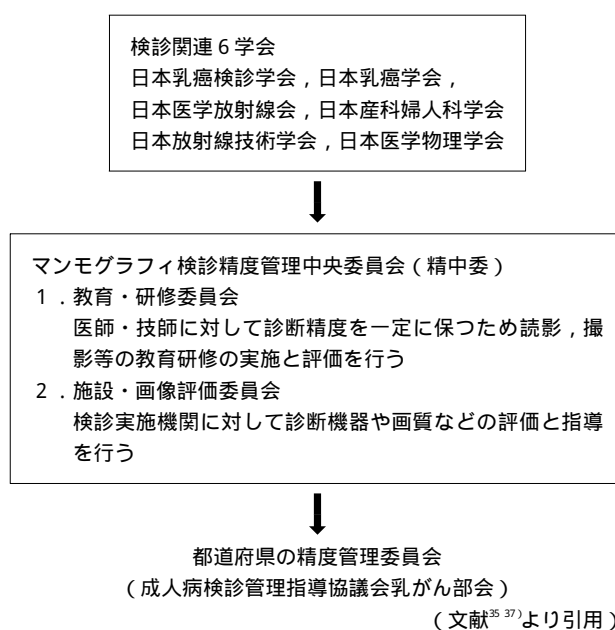 検診関連6学会
日本乳癌検診学会，日本乳癌学会，
日本医学放射線会，日本産科婦人科学会
日本放射線技術学会，日本医学物理学会
マンモグラフィ検診精度管理中央委員会（精中委）
1．教育・研修委員会
医師・技師に対して診断精度を一定に保つため読影，撮
影等の教育研修の実施と評価を行う
2．施設・画像評価委員会
検診実施機関に対して診断機器や画質などの評価と指導
を行う
都道府県の精度管理委員会
（成人病検診管理指導協議会乳がん部会）
（文献35 37）より引用）